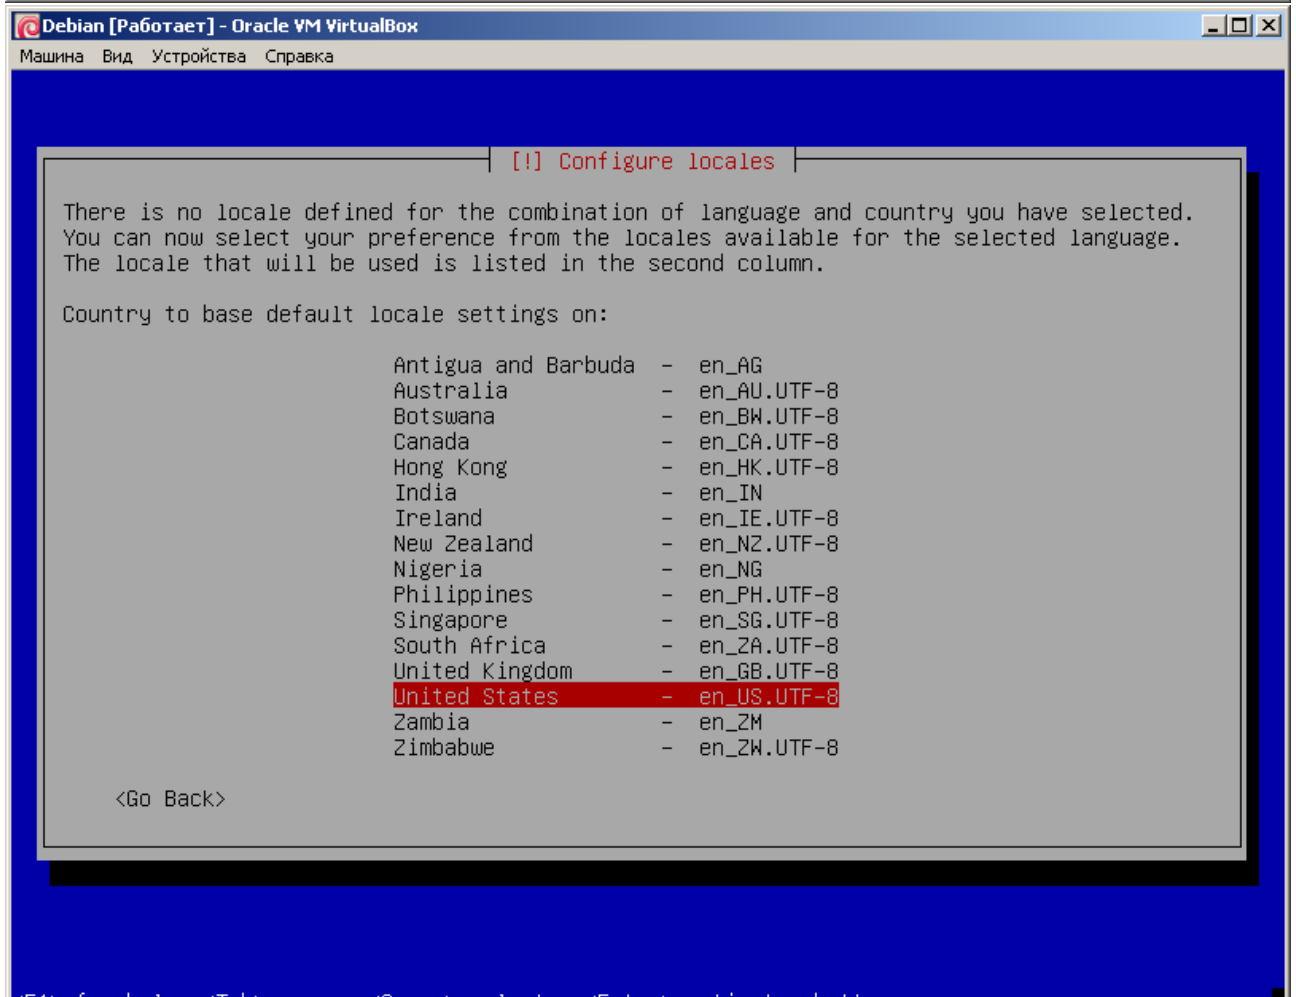 Debian [Работает] - Oracle VM VirtualBox
Машина Вид Устройства Справка
[!] Configure locales
There is no locale defined for the combination of language and country you have selected.
You can now select your preference from the locales available for the selected language.
The locale that will be used is listed in the second column.
Country to base default locale settings on:
Antigua and Barbuda - en_AG
Australia - en_AU.UTF-8
Botswana - en_BW.UTF-8
Canada - en_CA.UTF-8
Hong Kong - en_HK.UTF-8
India - en_IN
Ireland - en_IE.UTF-8
New Zealand - en_NZ.UTF-8
Nigeria - en_NG
Philippines - en_PH.UTF-8
Singapore - en_SG.UTF-8
South Africa - en_ZA.UTF-8
United Kingdom - en_GB.UTF-8
United States - en_US.UTF-8
Zambia - en_ZM
Zimbabwe - en_ZW.UTF-8
<Go Back>